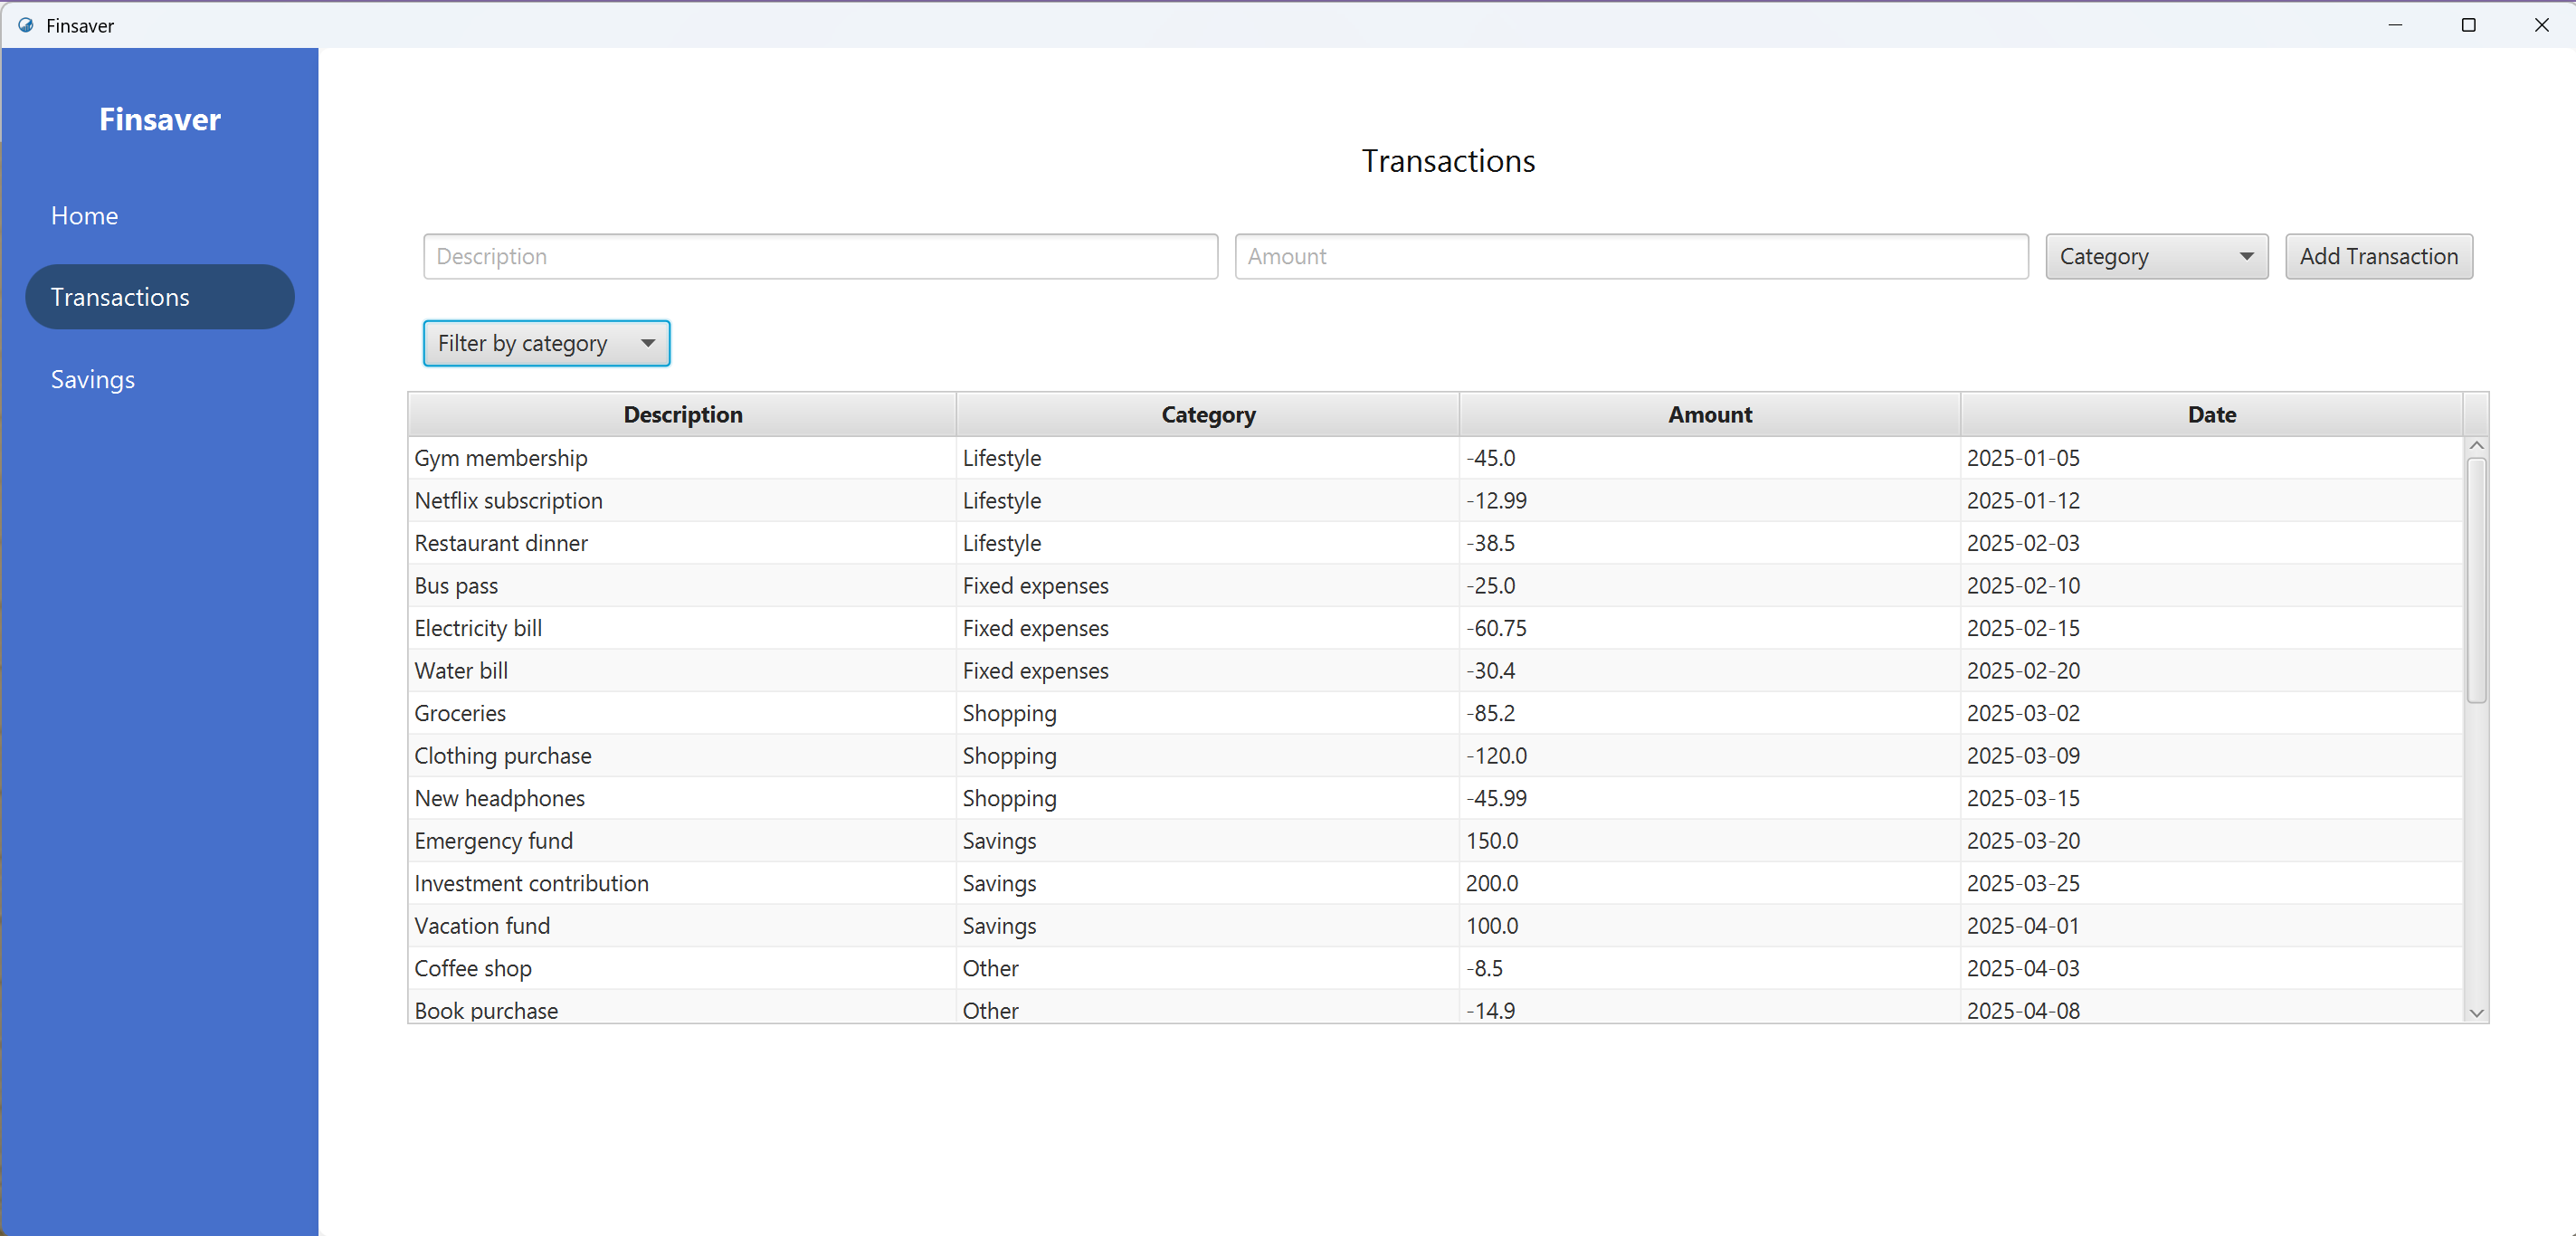 Finsaver
Finsaver
Home
Transactions
Savings
Transactions
Description Amount Category Add Transaction
Filter by category
Description Category Amount Date
Gym membership Lifestyle -45.0 2025-01-05
Netflix subscription Lifestyle -12.99 2025-01-12
Restaurant dinner Lifestyle -38.5 2025-02-03
Bus pass Fixed expenses -25.0 2025-02-10
Electricity bill Fixed expenses -60.75 2025-02-15
Water bill Fixed expenses -30.4 2025-02-20
Groceries Shopping -85.2 2025-03-02
Clothing purchase Shopping -120.0 2025-03-09
New headphones Shopping -45.99 2025-03-15
Emergency fund Savings 150.0 2025-03-20
Investment contribution Savings 200.0 2025-03-25
Vacation fund Savings 100.0 2025-04-01
Coffee shop Other -8.5 2025-04-03
Book purchase Other -14.9 2025-04-08